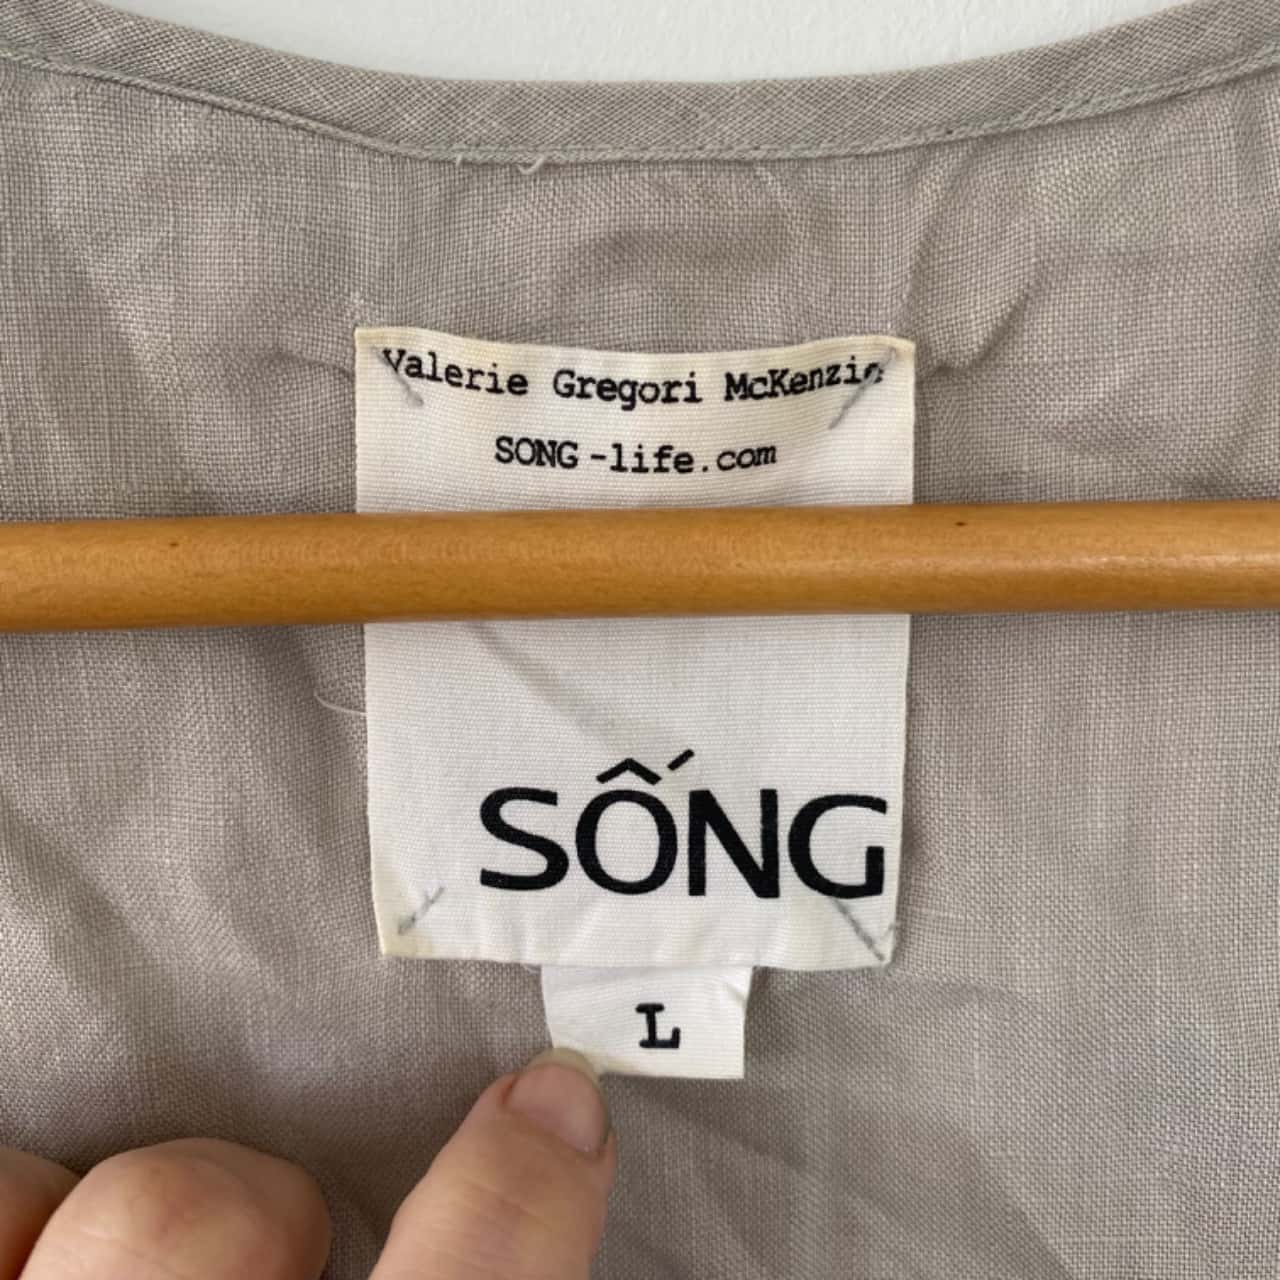 Valerie Gregori McKenzie
SONG -life.com
SỐNG
L